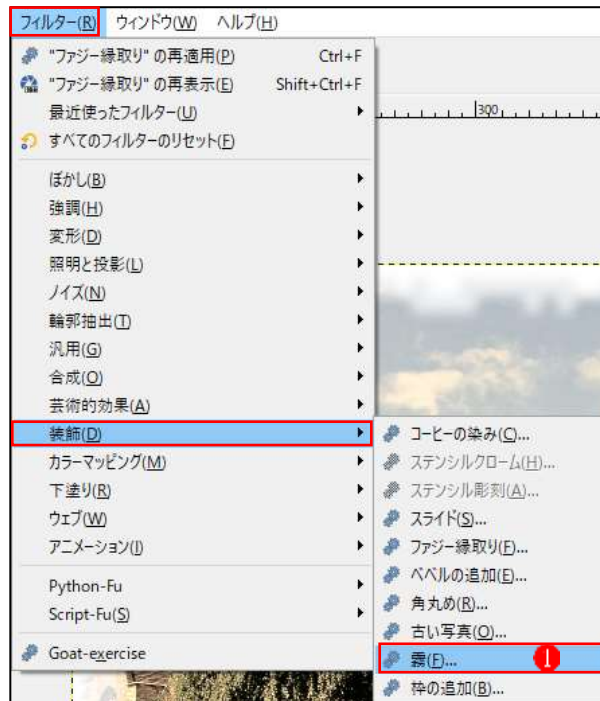 フィルター(R) ウィンドウ(W) ヘルプ(H)
"ファジー縁取り" の再適用(P) Ctrl+F
"ファジー縁取り" の再表示(E) Shift+Ctrl+F
最近使ったフィルター(U)
すべてのフィルターのリセット(F)
300
ぼかし(B)
強調(H)
変形(D)
照明と投影(L)
ノイズ(N)
輪郭抽出(T)
汎用(G)
合成(O)
芸術的効果(A)
装飾(D)
カラーマッピング(M)
下塗り(R)
ウェブ(W)
アニメーション(I)
Python-Fu
Script-Fu(S)
Goat-exercise
コーヒーの染み(C)...
ステンシルクローム(H)...
ステンシル彫刻(A)...
スライド(S)...
ファジー縁取り(F)...
ベベルの追加(E)...
角丸め(R)...
古い写真(O)...
霧(F)... 1
枠の追加(B)...